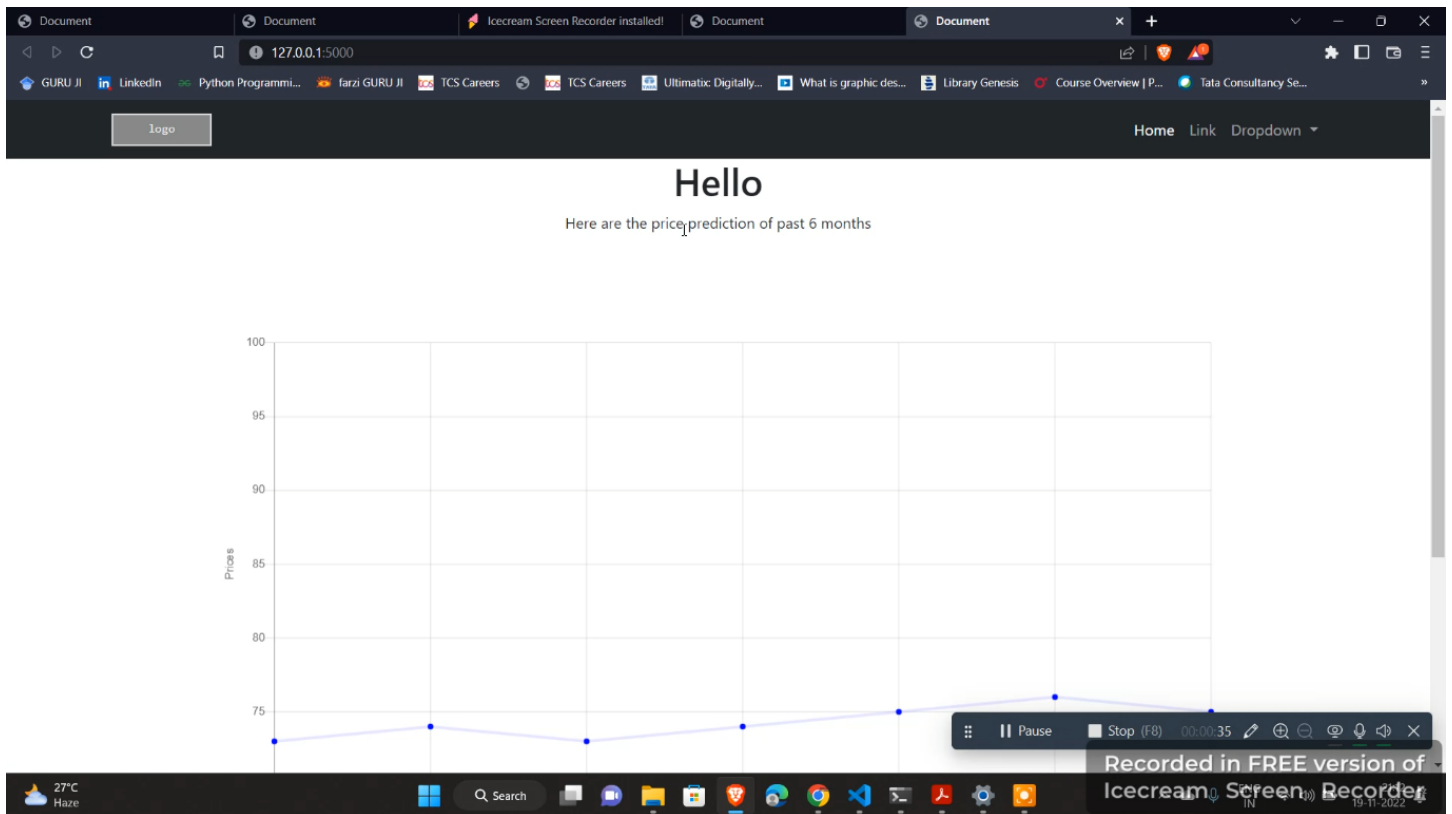 Document Document Icecream Screen Recorder installed! Document Document
127.0.0.1:5000
GURU JI LinkedIn Python Programmi... farzi GURU JI TCS Careers TCS Careers Ultimatix: Digitally... What is graphic des... Library Genesis Course Overview | P... Tata Consultancy Se...
logo Home Link Dropdown
Hello
Here are the price prediction of past 6 months
100
95
90
85
Prices
80
75
Pause Stop (F8) 00:00:35
Recorded in FREE version of
Icecream Screen Recorder
27°C
Haze
Search
ENG
IN
19-11-2022